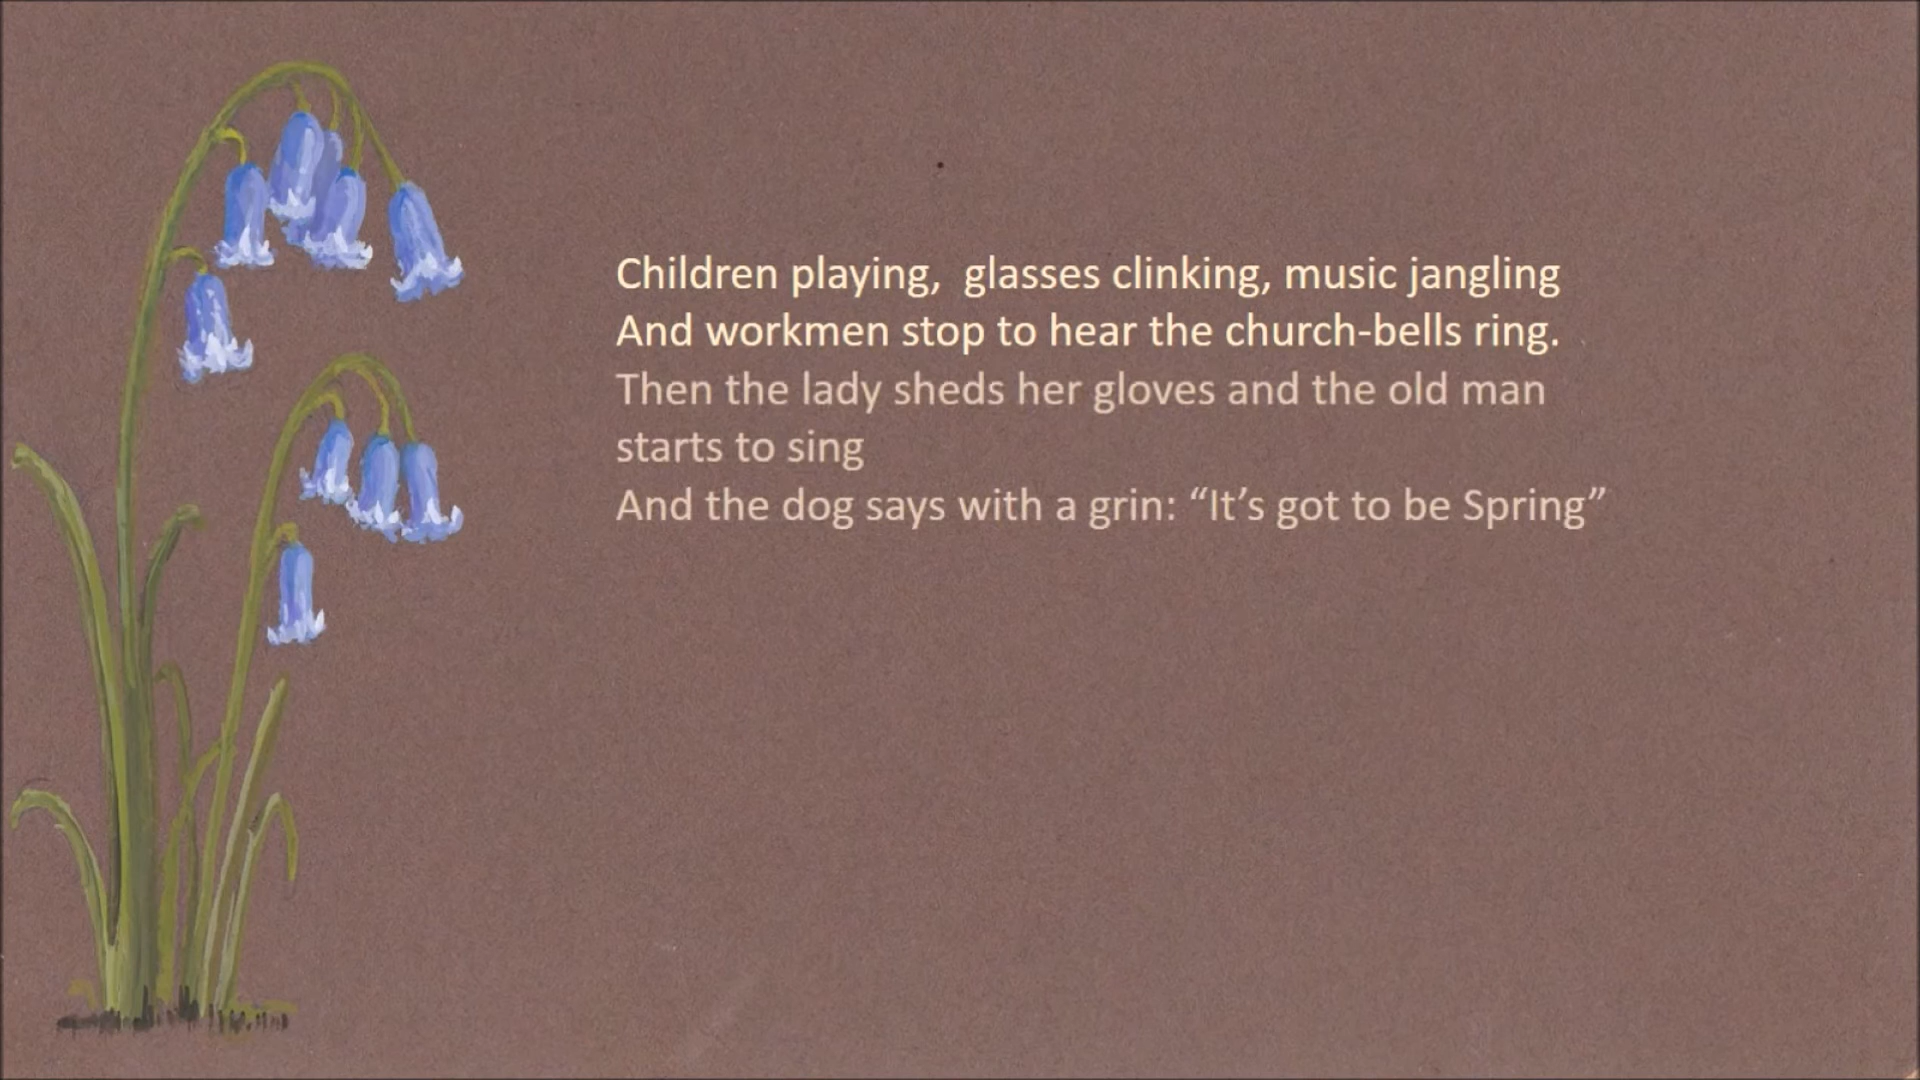 Children playing,  glasses clinking, music jangling
And workmen stop to hear the church-bells ring.
Then the lady sheds her gloves and the old man
starts to sing
And the dog says with a grin: “It’s got to be Spring”